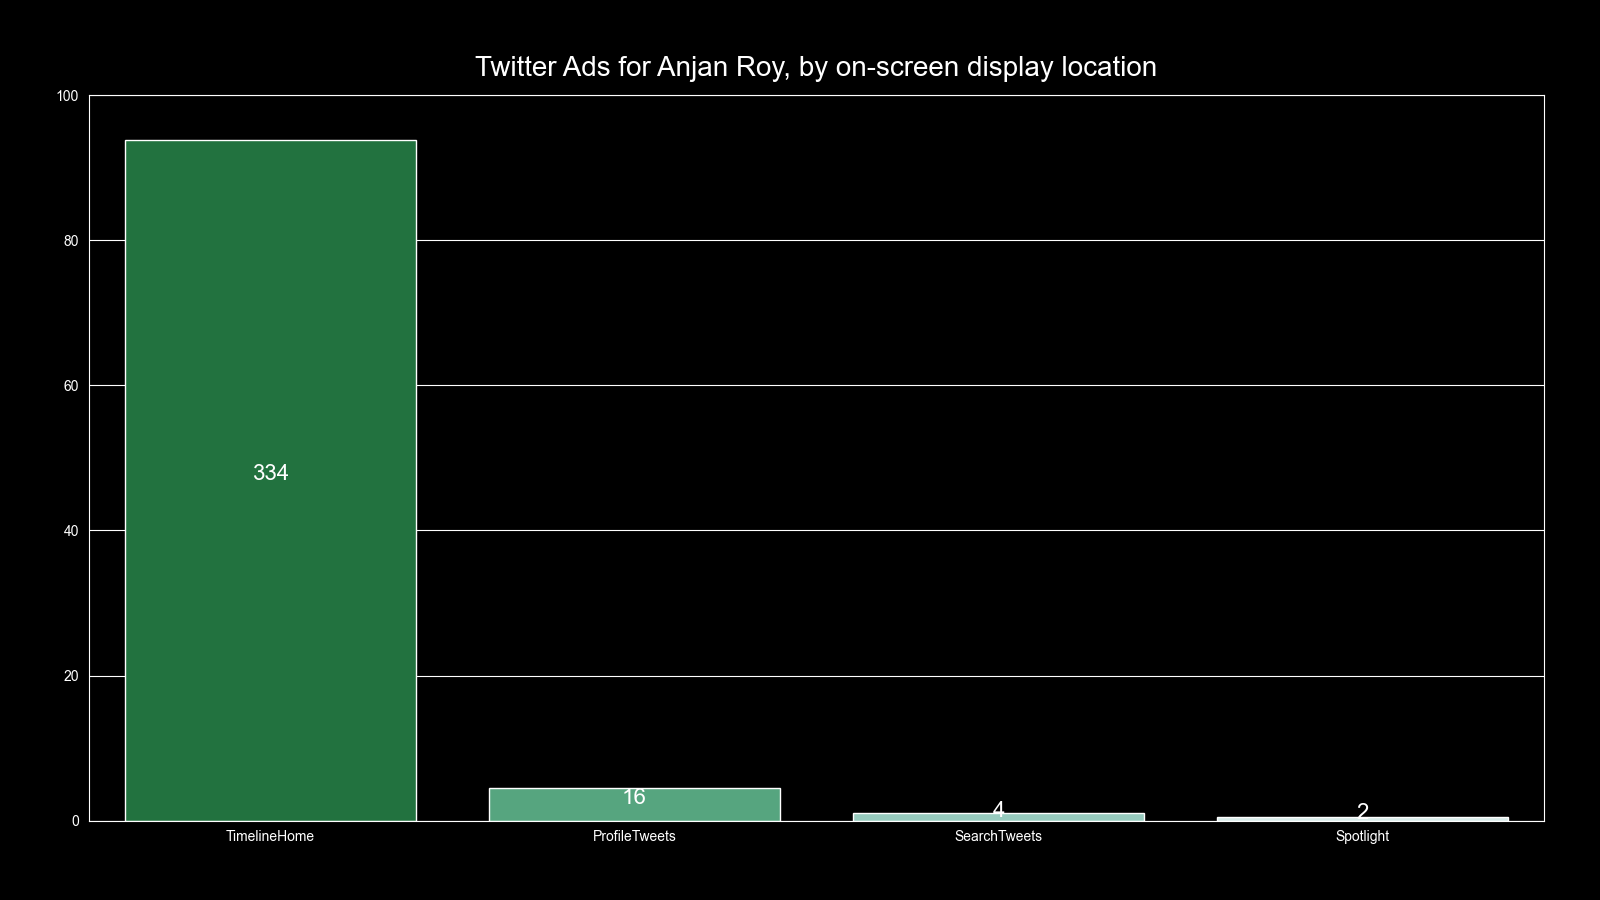 Twitter Ads for Anjan Roy, by on-screen display location
100
80
60
40
20
0
334
16
4
2
TimelineHome
ProfileTweets
SearchTweets
Spotlight